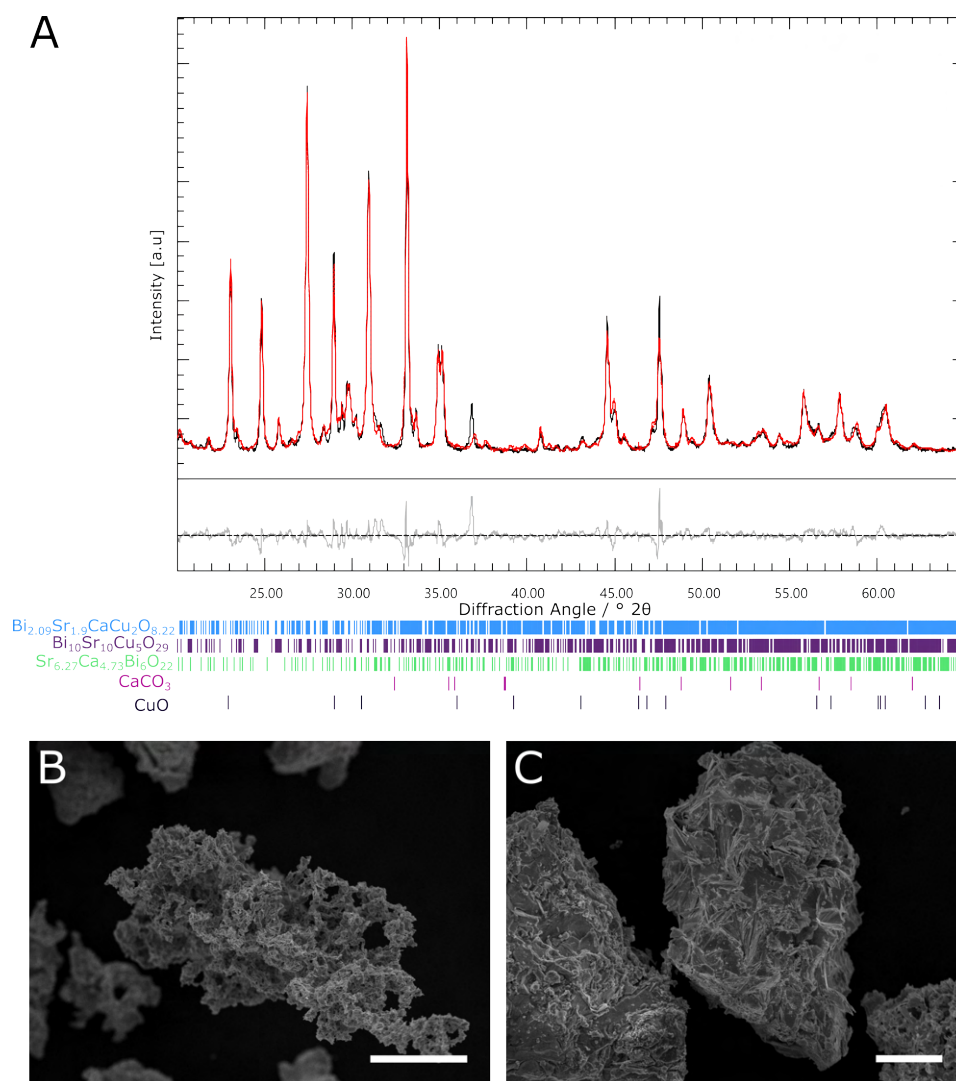 A
Intensity [a.u]
25.00 30.00 35.00 40.00 45.00 50.00 55.00 60.00
Diffraction Angle / ° 2θ
Bi₂.₀₉Sr₁.₉CaCu₂O₈.₂₂
Bi₁₀Sr₁₀Cu₅O₂₉
Sr₆.₂₇Ca₄.₇₃Bi₆O₂₂
CaCO₃
CuO
B C